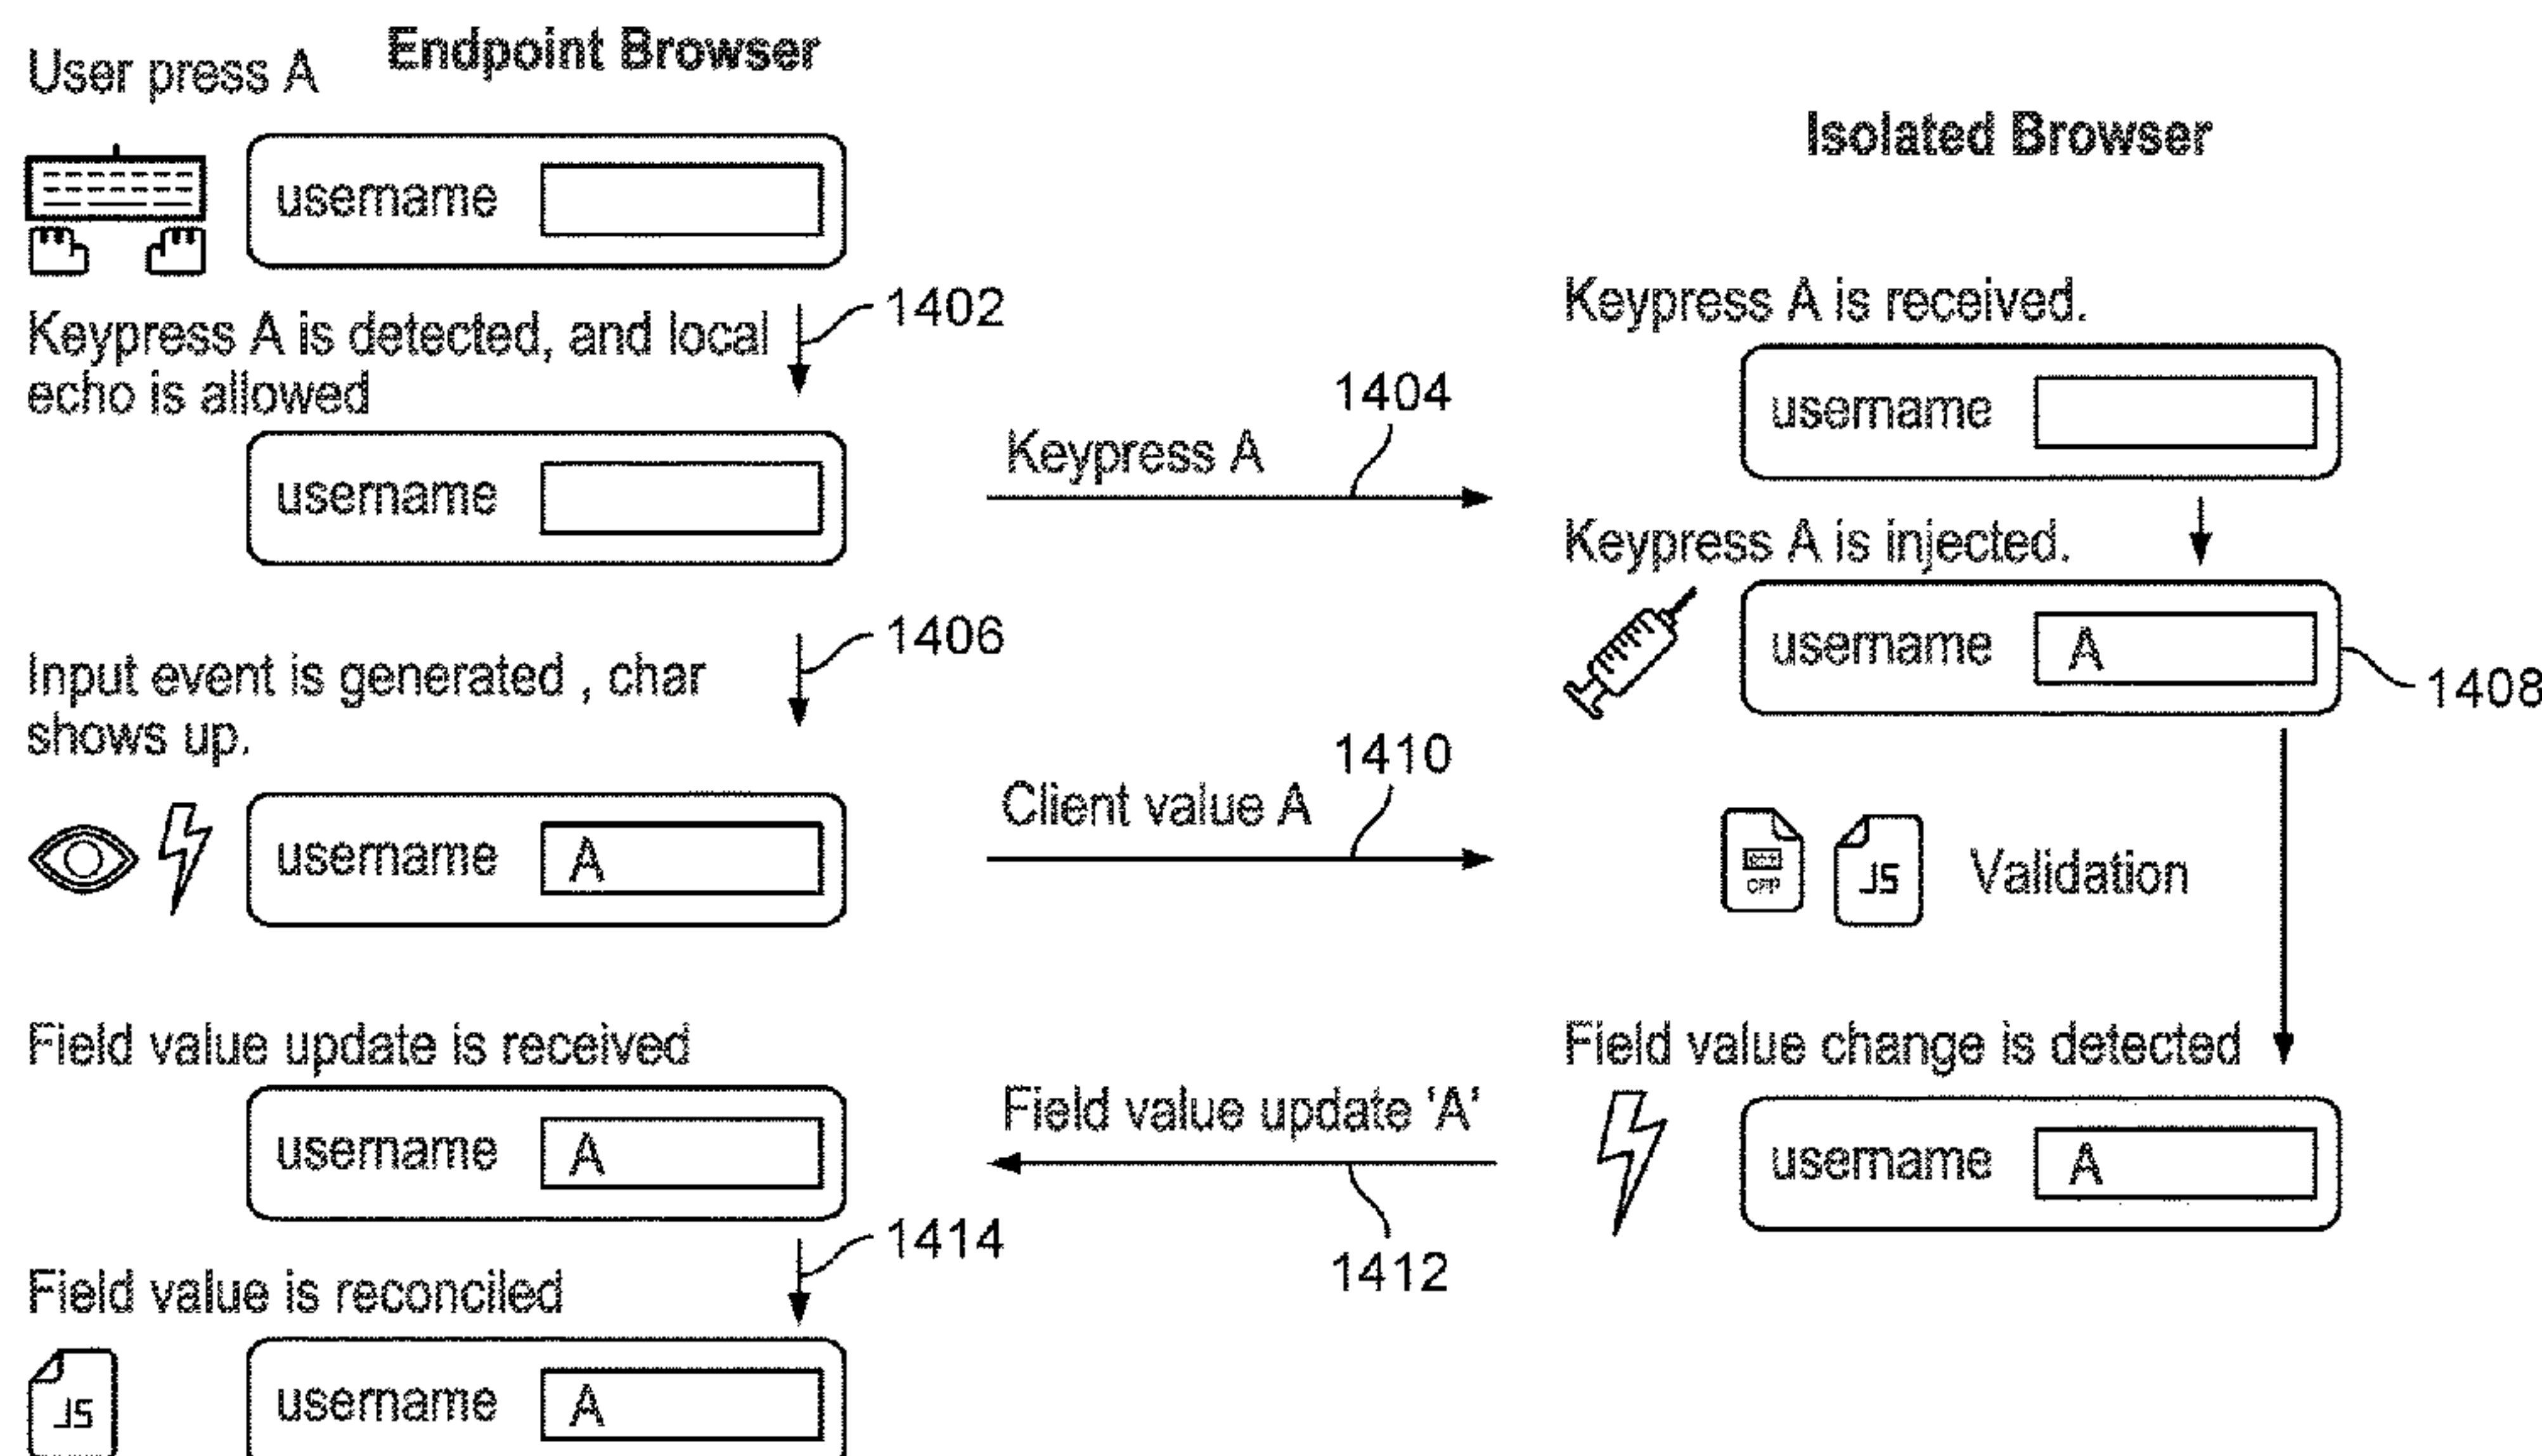 User press A
Endpoint Browser
username
Keypress A is detected, and local
echo is allowed
1402
username
Keypress A
1404
Input event is generated , char
shows up.
1406
username A
Client value A
1410
Field value update is received
username A
Field value update 'A'
1412
1414
Field value is reconciled
JS
username A
Isolated Browser
Keypress A is received.
username
Keypress A is injected.
username A
1408
CPP
JS
Validation
Field value change is detected
username A